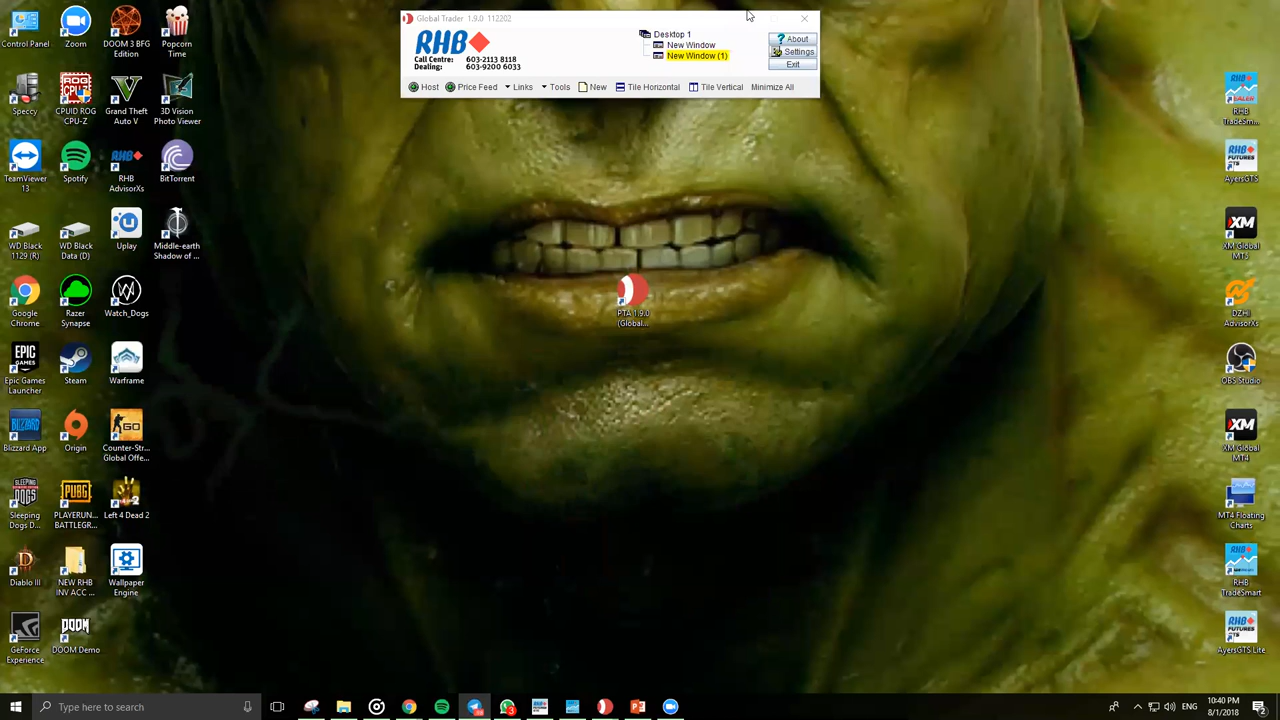 Global Trader 1.9.0 112202
RHB
Call Centre: 603-2113 8118
Dealing: 603-9200 6033
Desktop 1
New Window
New Window (1)
About
Settings
Exit
Host
Price Feed
Links
Tools
New
Tile Horizontal
Tile Vertical
Minimize All
Control Panel
Zoom
DOOM 3 BFG
Edition
Popcorn
Time
Speccy
CPUID ROG
CPU-Z
Grand Theft
Auto V
3D Vision
Photo Viewer
TeamViewer
13
Spotify
RHB
AdvisorXs
BitTorrent
WD Black
1129 (R)
WD Black
Data (D)
Uplay
Middle-earth
Shadow of ...
Google
Chrome
Razer
Synapse
Watch_Dogs
Epic Games
Launcher
Steam
Warframe
Blizzard App
Origin
Counter-Str...
Global Offe...
Sleeping
Dogs D...
PLAYERUN...
BATTLEGR...
Left 4 Dead 2
Diablo III
NEW RHB
INV ACC ...
Wallpaper
Engine
GeForce
Experience
DOOM Demo
PTA 1.9.0
(Global...
RHB
TradeSm...
AyersGTS
XM Global
MT5
DZHI
AdvisorXs
OBS Studio
XM Global
MT4
MT4 Floating
Charts
RHB
TradeSmart
AyersGTS Lite
Type here to search
ENG
10:40 PM
8/1/2018